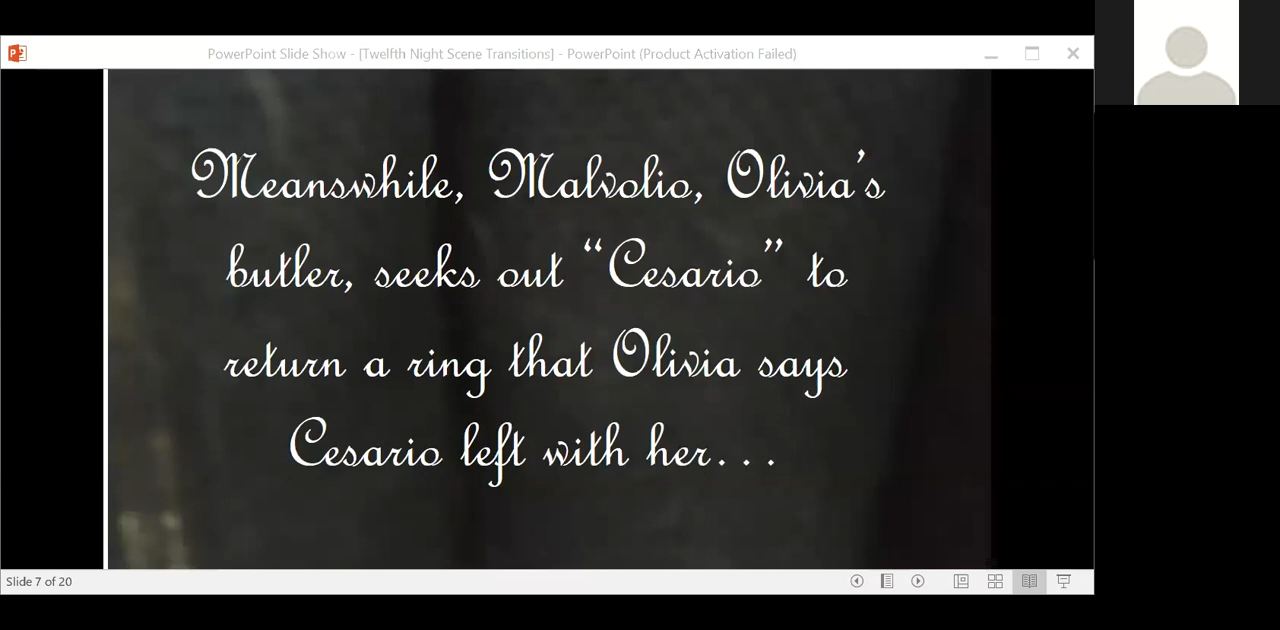 PowerPoint Slide Show - [Twelfth Night Scene Transitions] - PowerPoint (Product Activation Failed)
Meanswhile, Malvolio, Olivia’s
butler, seeks out “Cesario” to
return a ring that Olivia says
Cesario left with her...
Slide 7 of 20